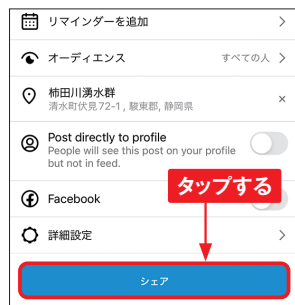 リマインダーを追加
オーディエンス すべての人
柿田川湧水群
清水町伏見72-1 , 駿東郡, 静岡県
Post directly to profile
People will see this post on your profile
but not in feed.
タップする
Facebook
詳細設定
シェア